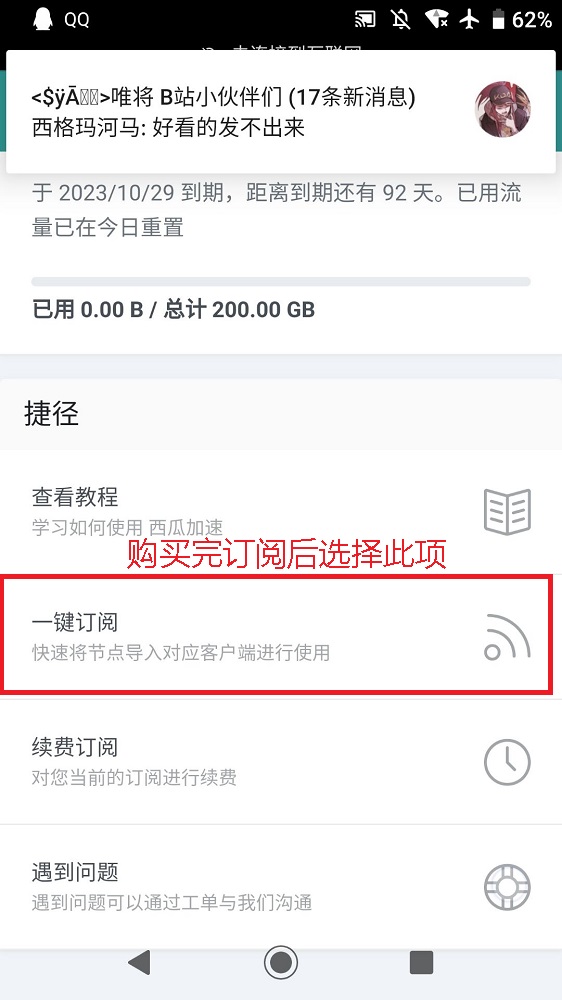 QQ
62%
<$ÿĀ>唯将 B站小伙伴们 (17条新消息)
西格玛河马: 好看的发不出来
于 2023/10/29 到期，距离到期还有 92 天。已用流
量已在今日重置
已用 0.00 B / 总计 200.00 GB
捷径
查看教程
学习如何使用 西瓜加速
购买完订阅后选择此项
一键订阅
快速将节点导入对应客户端进行使用
续费订阅
对您当前的订阅进行续费
遇到问题
遇到问题可以通过工单与我们沟通